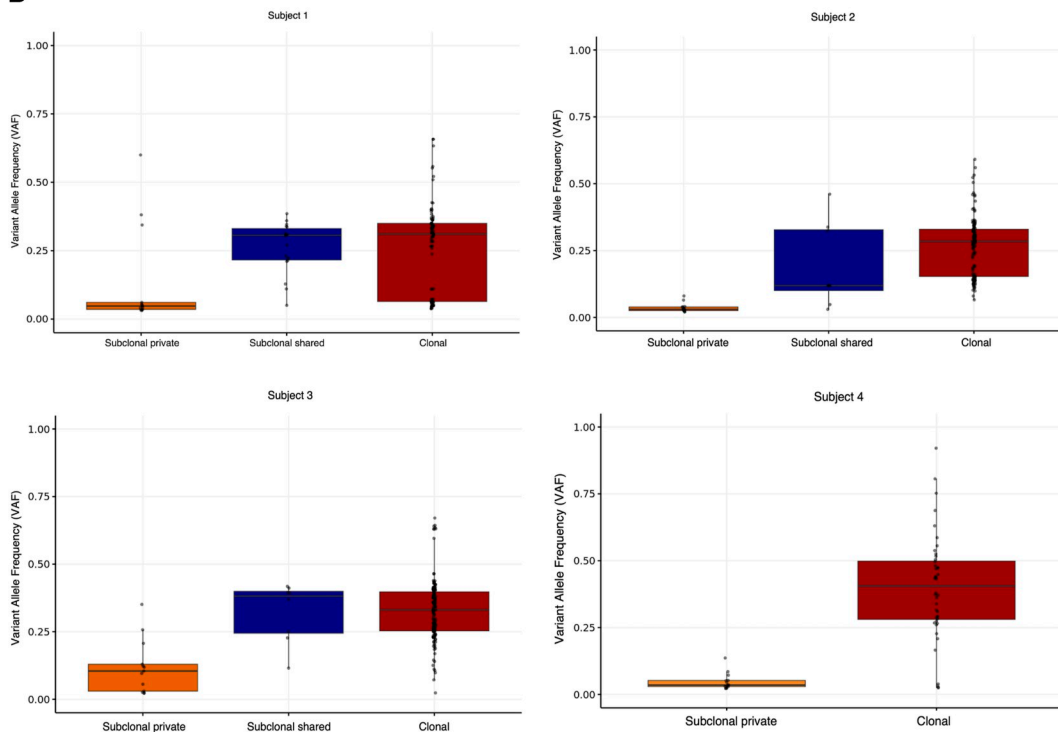 Subject 1
Variant Allele Frequency (VAF)
1.00
0.75
0.50
0.25
0.00
Subclonal private
Subclonal shared
Clonal
Subject 2
Variant Allele Frequency (VAF)
1.00
0.75
0.50
0.25
0.00
Subclonal private
Subclonal shared
Clonal
Subject 3
Variant Allele Frequency (VAF)
1.00
0.75
0.50
0.25
0.00
Subclonal private
Subclonal shared
Clonal
Subject 4
Variant Allele Frequency (VAF)
1.00
0.75
0.50
0.25
0.00
Subclonal private
Clonal